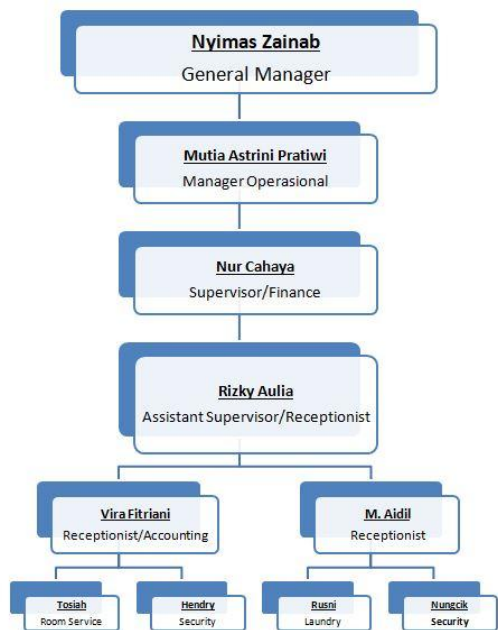 Nyimas Zainab
General Manager
Mutia Astrini Pratiwi
Manager Operasional
Nur Cahaya
Supervisor/Finance
Rizky Aulia
Assistant Supervisor/Receptionist
Vira Fitriani
Receptionist/Accounting
M. Aidil
Receptionist
Tosiah
Room Service
Hendry
Security
Rusni
Laundry
Nungcik
Security